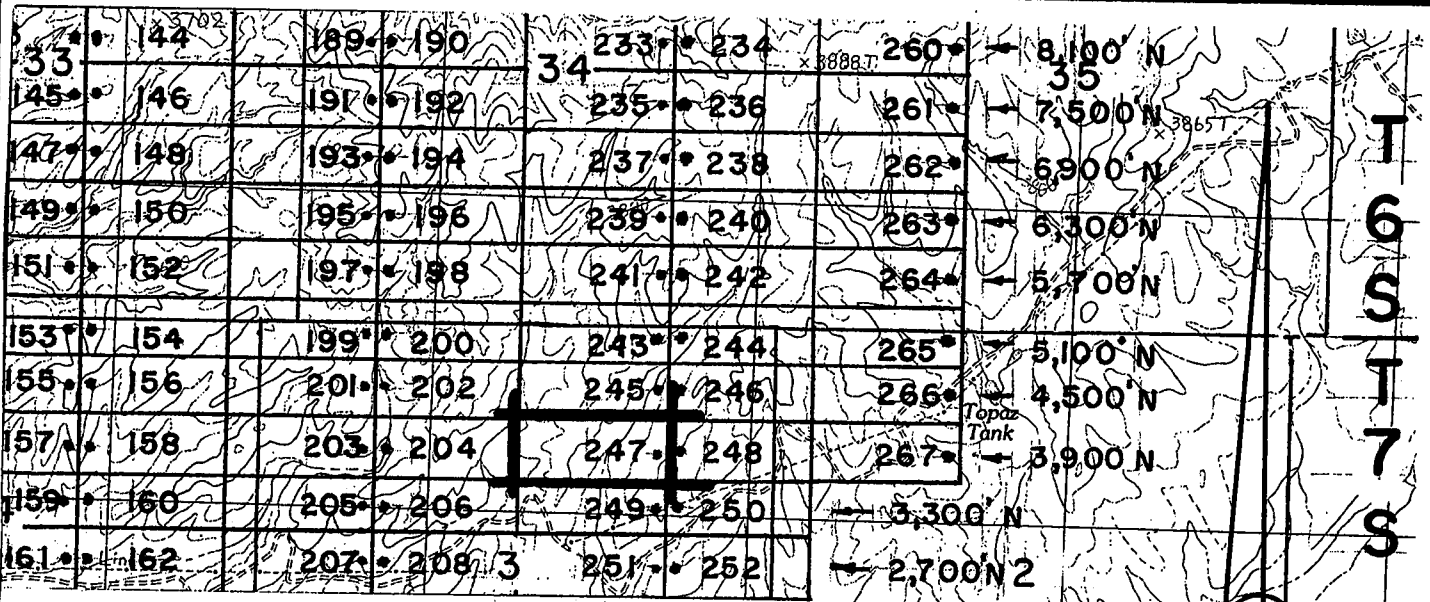 × 3702
144 189 190 233 234 260 8,100' N
33 34 × 3888T 35
145 146 191 192 235 236 261 7,500' N
× 3865T
T
147 148 193 194 237 238 262 6,900' N
149 150 195 196 239 240 263 6,300' N
6
151 152 197 198 241 242 264 5,700' N
S
153 154 199 200 243 244 265 5,100' N
155 156 201 202 245 246 266 4,500' N
T
Topaz
Tank
157 158 203 204 247 248 267 3,900' N
7
159 160 205 206 249 250 3,300' N
S
161 162 207 208 3 251 252 2,700' N 2